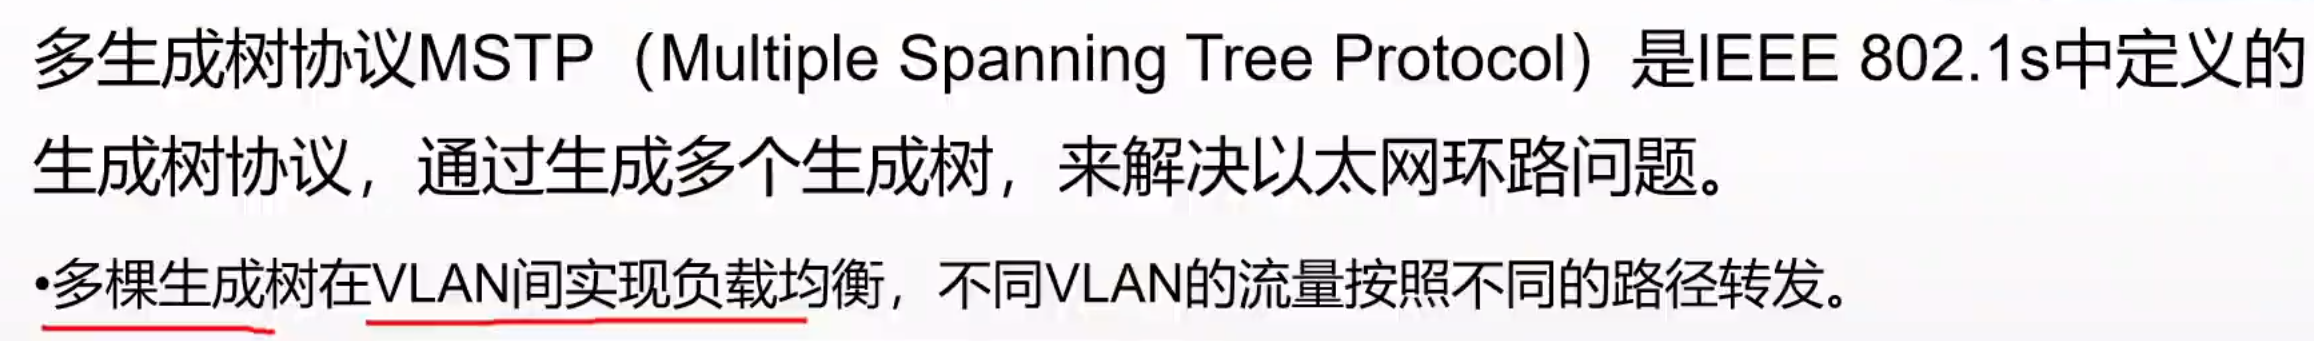 多生成树协议MSTP（Multiple Spanning Tree Protocol）是IEEE 802.1s中定义的
生成树协议，通过生成多个生成树，来解决以太网环路问题。
•多棵生成树在VLAN间实现负载均衡，不同VLAN的流量按照不同的路径转发。